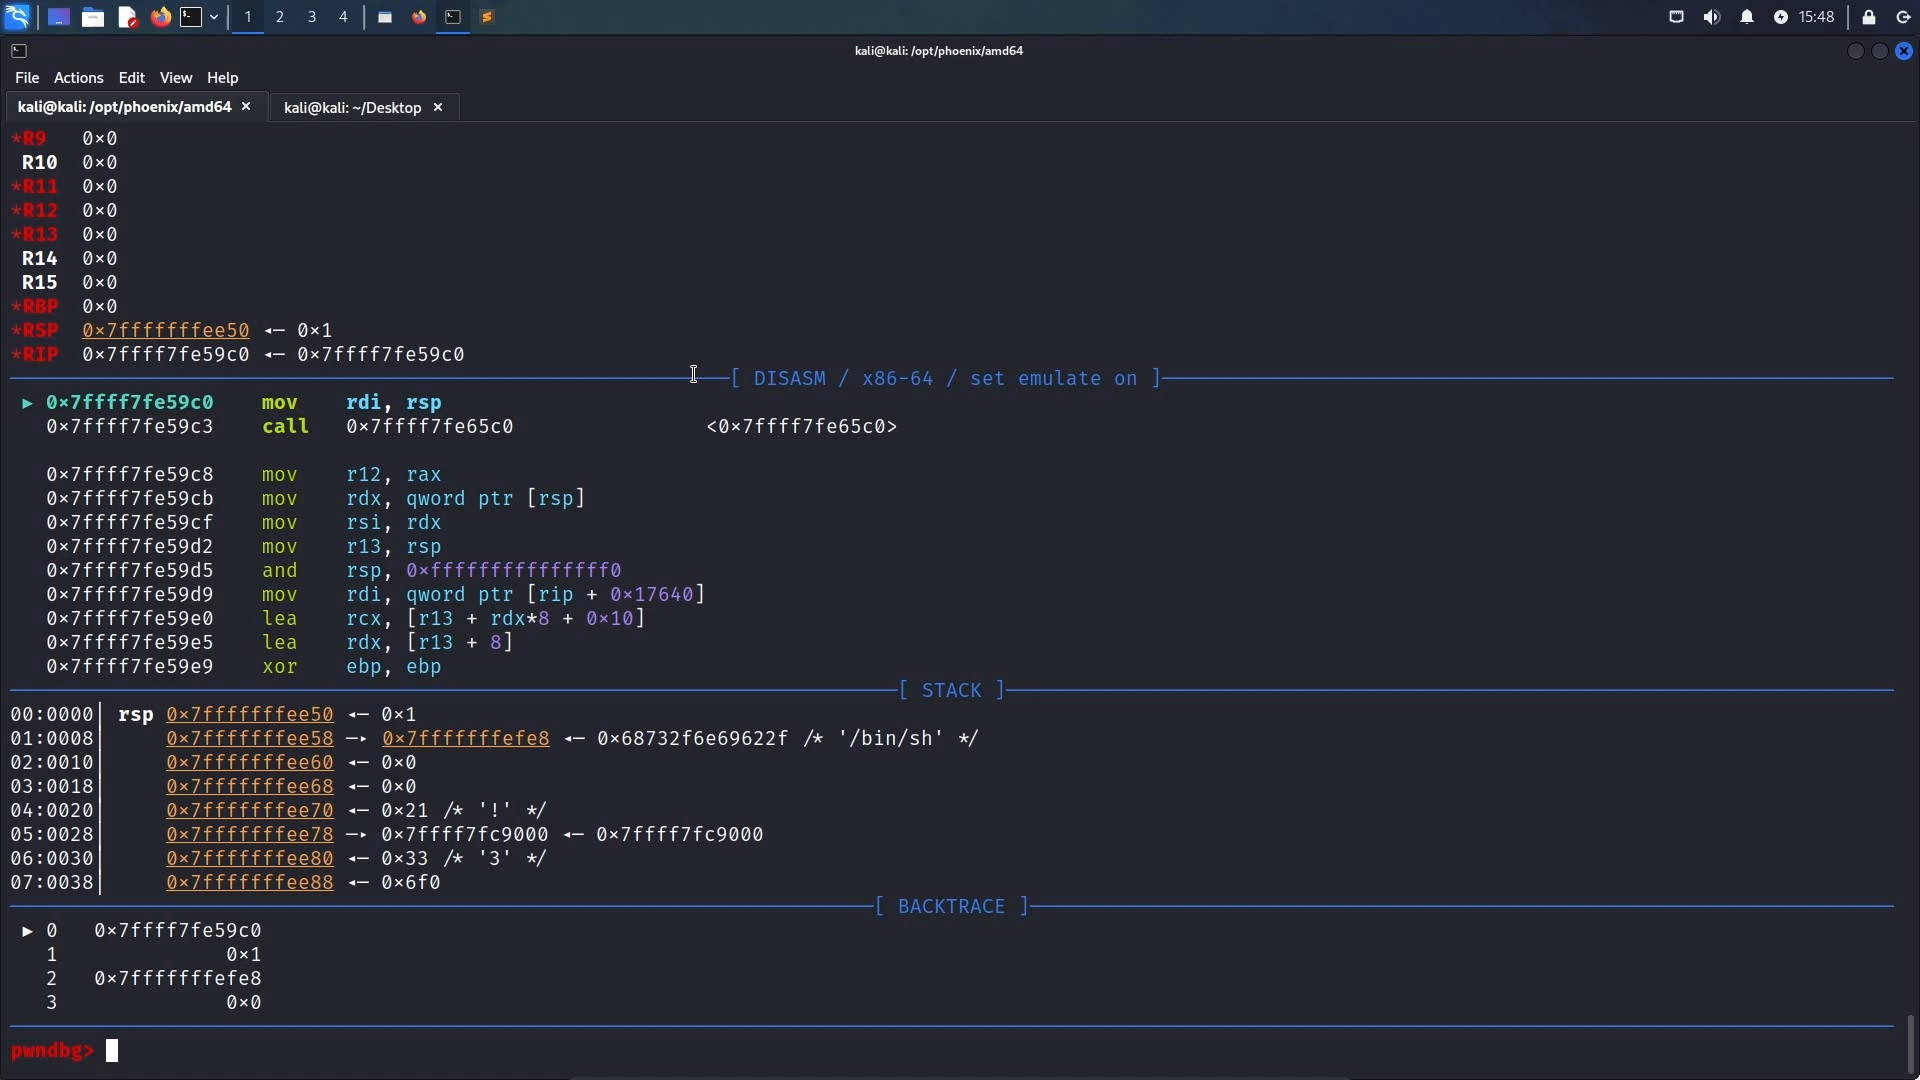 1 2 3 4 15:48
kali@kali: /opt/phoenix/amd64
File Actions Edit View Help
kali@kali: /opt/phoenix/amd64 × kali@kali: ~/Desktop ×
*R9 0×0
R10 0×0
*R11 0×0
*R12 0×0
*R13 0×0
R14 0×0
R15 0×0
*RBP 0×0
*RSP 0×7fffffffee50 ◂— 0×1
*RIP 0×7ffff7fe59c0 ◂— 0×7ffff7fe59c0
[ DISASM / x86-64 / set emulate on ]
► 0×7ffff7fe59c0 mov rdi, rsp
0×7ffff7fe59c3 call 0×7ffff7fe65c0 <0×7ffff7fe65c0>
0×7ffff7fe59c8 mov r12, rax
0×7ffff7fe59cb mov rdx, qword ptr [rsp]
0×7ffff7fe59cf mov rsi, rdx
0×7ffff7fe59d2 mov r13, rsp
0×7ffff7fe59d5 and rsp, 0×fffffffffffffff0
0×7ffff7fe59d9 mov rdi, qword ptr [rip + 0×17640]
0×7ffff7fe59e0 lea rcx, [r13 + rdx*8 + 0×10]
0×7ffff7fe59e5 lea rdx, [r13 + 8]
0×7ffff7fe59e9 xor ebp, ebp
[ STACK ]
00:0000│ rsp 0×7fffffffee50 ◂— 0×1
01:0008│ 0×7fffffffee58 —▸ 0×7fffffffefe8 ◂— 0×68732f6e69622f /* '/bin/sh' */
02:0010│ 0×7fffffffee60 ◂— 0×0
03:0018│ 0×7fffffffee68 ◂— 0×0
04:0020│ 0×7fffffffee70 ◂— 0×21 /* '!' */
05:0028│ 0×7fffffffee78 —▸ 0×7ffff7fc9000 ◂— 0×7ffff7fc9000
06:0030│ 0×7fffffffee80 ◂— 0×33 /* '3' */
07:0038│ 0×7fffffffee88 ◂— 0×6f0
[ BACKTRACE ]
► 0 0×7ffff7fe59c0
1 0×1
2 0×7fffffffefe8
3 0×0
pwndbg>